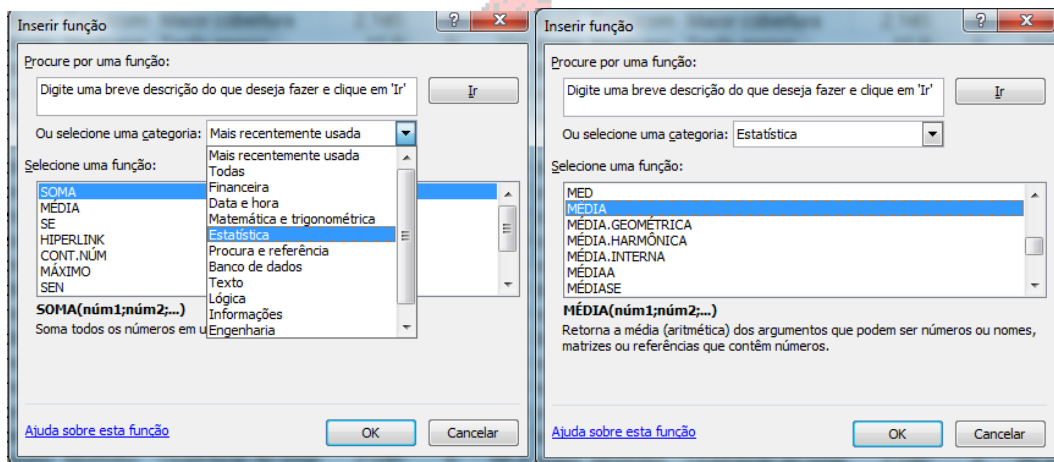 Inserir função
Procure por uma função:
Digite uma breve descrição do que deseja fazer e clique em 'Ir'
Ir
Ou selecione uma categoria: Mais recentemente usada
Mais recentemente usada
Todas
Financeira
Data e hora
Matemática e trigonométrica
Estatística
Procura e referência
Banco de dados
Texto
Lógica
Informações
Engenharia
Selecione uma função:
SOMA
MÉDIA
SE
HIPERLINK
CONT.NÚM
MÁXIMO
SEN
SOMA(núm1;núm2;...)
Soma todos os números em
Ajuda sobre esta função
OK
Cancelar
Inserir função
Procure por uma função:
Digite uma breve descrição do que deseja fazer e clique em 'Ir'
Ir
Ou selecione uma categoria: Estatística
Selecione uma função:
MED
MÉDIA
MÉDIA.GEOMÉTRICA
MÉDIA.HARMÔNICA
MÉDIA.INTERNA
MÉDIAA
MÉDIASE
MÉDIA(núm1;núm2;...)
Retorna a média (aritmética) dos argumentos que podem ser números ou nomes,
matrizes ou referências que contêm números.
Ajuda sobre esta função
OK
Cancelar